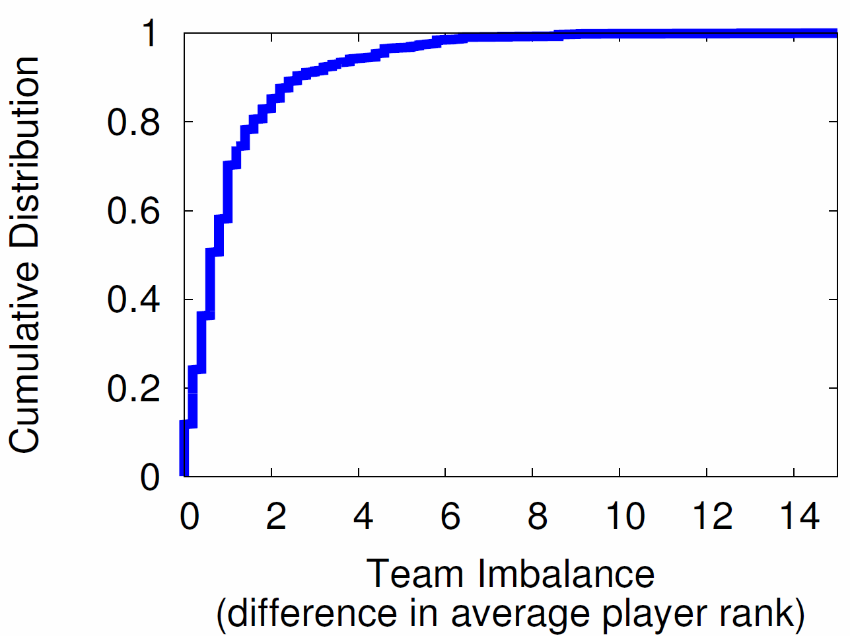 1
0.8
0.6
0.4
0.2
0
Cumulative Distribution
0 2 4 6 8 10 12 14
Team Imbalance
(difference in average player rank)